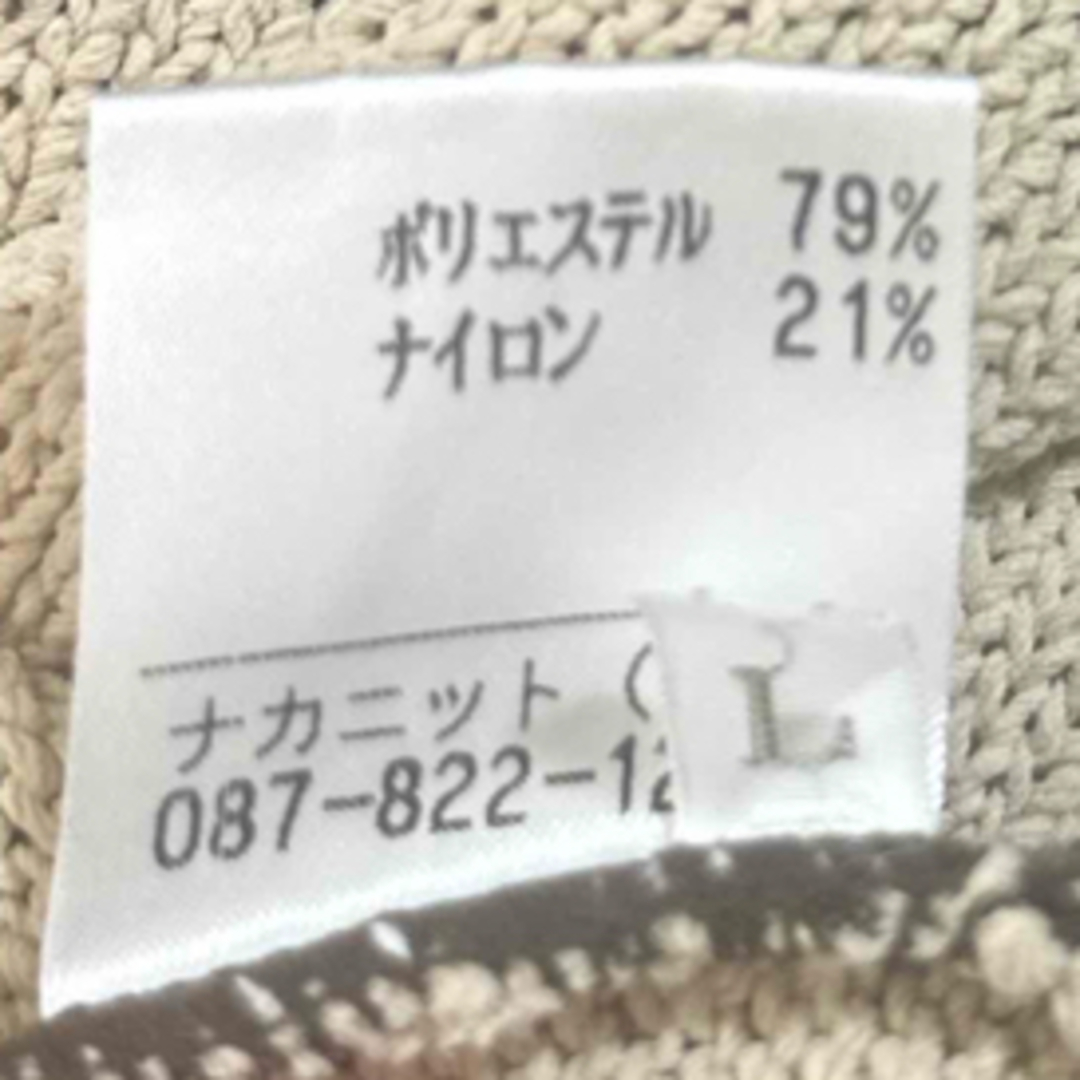 ポリエステル 79%
ナイロン 21%
ナカニット（
087-822-12
L